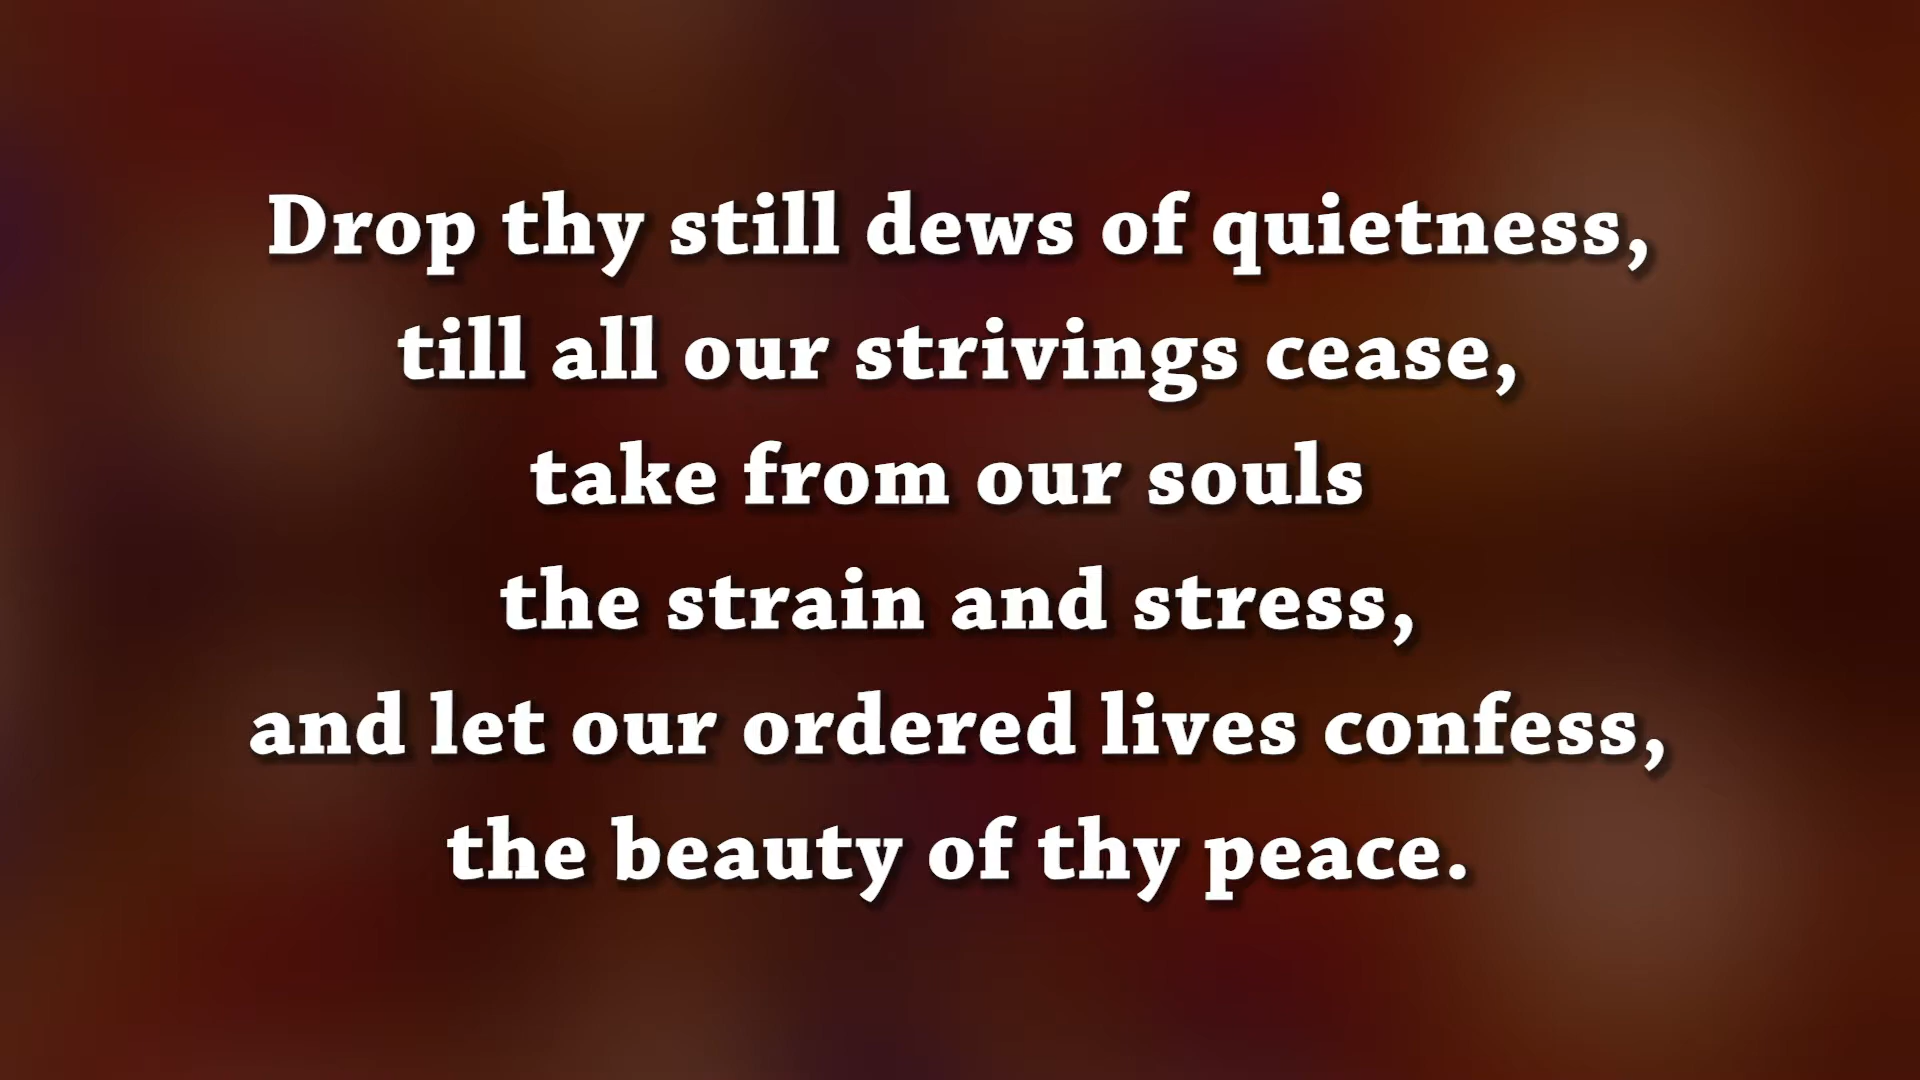 Drop thy still dews of quietness,
till all our strivings cease,
take from our souls
the strain and stress,
and let our ordered lives confess,
the beauty of thy peace.